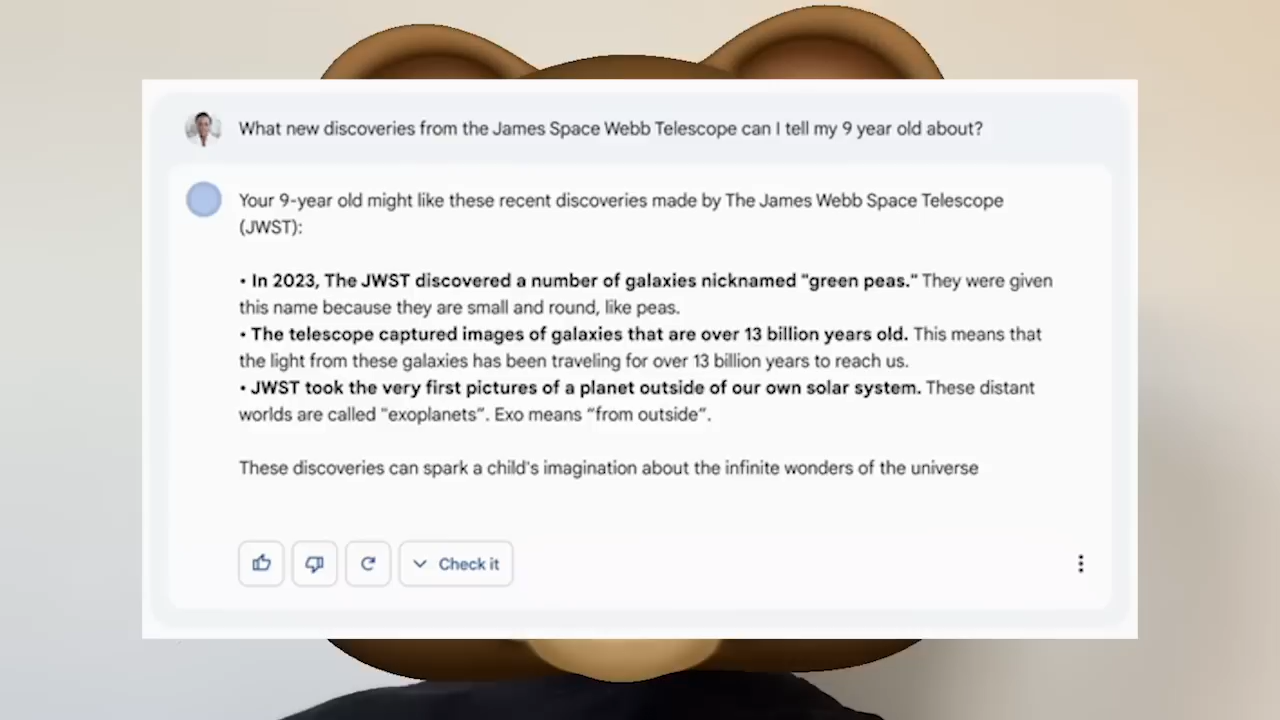 What new discoveries from the James Space Webb Telescope can I tell my 9 year old about?
Your 9-year old might like these recent discoveries made by The James Webb Space Telescope
(JWST):
• In 2023, The JWST discovered a number of galaxies nicknamed "green peas." They were given
this name because they are small and round, like peas.
• The telescope captured images of galaxies that are over 13 billion years old. This means that
the light from these galaxies has been traveling for over 13 billion years to reach us.
• JWST took the very first pictures of a planet outside of our own solar system. These distant
worlds are called “exoplanets”. Exo means “from outside”.
These discoveries can spark a child's imagination about the infinite wonders of the universe
Check it